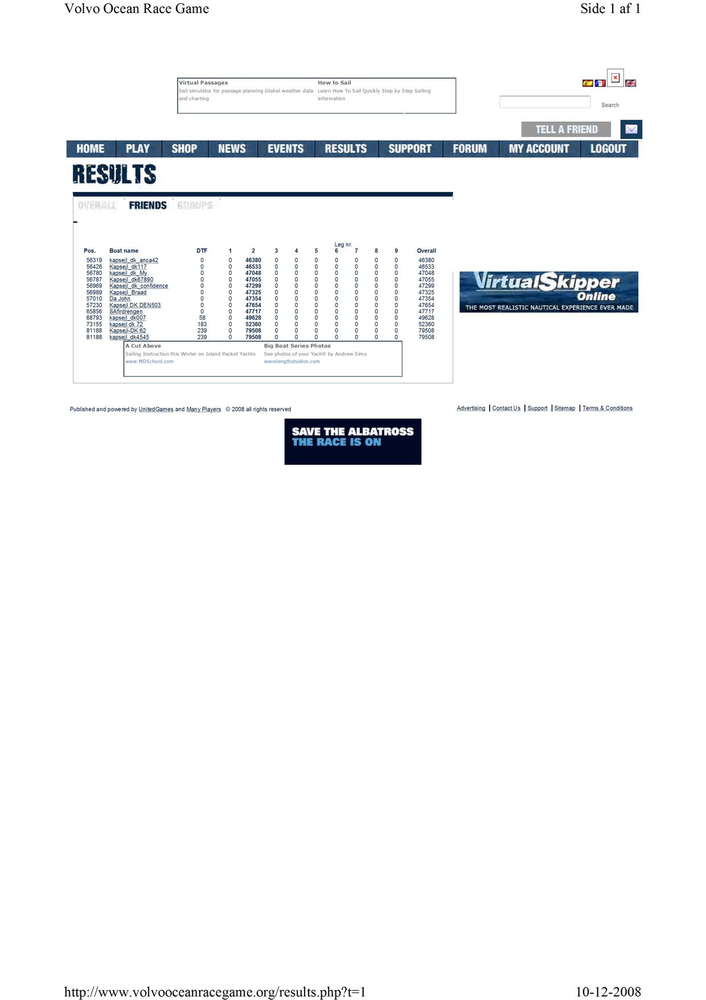 Volvo Ocean Race Game Side 1 af 1
Virtual Passages How to Sail
Sail simulator for passage planning Global weather data Learn How To Sail Quickly Step by Step Sailing
and charting information
Search
TELL A FRIEND
HOME PLAY SHOP NEWS EVENTS RESULTS SUPPORT FORUM MY ACCOUNT LOGOUT
RESULTS
OVERALL FRIENDS GROUPS
Leg nr.
Pos. Boat name DTF 1 2 3 4 5 6 7 8 9 Overall
56319 kapsejl_dk_anca42 0 0 46380 0 0 0 0 0 0 0 46380
56426 Kapsejl_dk117 0 0 46533 0 0 0 0 0 0 0 46533
56780 kapsejl_dk_My 0 0 47048 0 0 0 0 0 0 0 47048
56787 Kapsejl_dk67890 0 0 47055 0 0 0 0 0 0 0 47055
56969 Kapsejl_dk_confidence 0 0 47299 0 0 0 0 0 0 0 47299
56989 Kapsejl_Braad 0 0 47325 0 0 0 0 0 0 0 47325
57010 Da John 0 0 47354 0 0 0 0 0 0 0 47354
57230 Kapsejl DK DEN503 0 0 47654 0 0 0 0 0 0 0 47654
65856 SAfirdrengen 0 0 47717 0 0 0 0 0 0 0 47717
68793 kapsejl_dk007 58 0 49628 0 0 0 0 0 0 0 49628
73155 kapsejl dk 72 183 0 52360 0 0 0 0 0 0 0 52360
81188 Kapsejl-DK 62 239 0 79508 0 0 0 0 0 0 0 79508
81188 kapsejl_dk4545 239 0 79508 0 0 0 0 0 0 0 79508
VirtualSkipper
Online
THE MOST REALISTIC NAUTICAL EXPERIENCE EVER MADE
A Cut Above Big Boat Series Photos
Sailing Instruction this Winter on Island Packet Yachts See photos of your Yacht! by Andrew Sims
www.MDSchool.com wavelengthstudios.com
Published and powered by UnitedGames and Many Players © 2008 all rights reserved Advertising | Contact Us | Support | Sitemap | Terms & Conditions
SAVE THE ALBATROSS
THE RACE IS ON
http://www.volvooceanracegame.org/results.php?t=1 10-12-2008